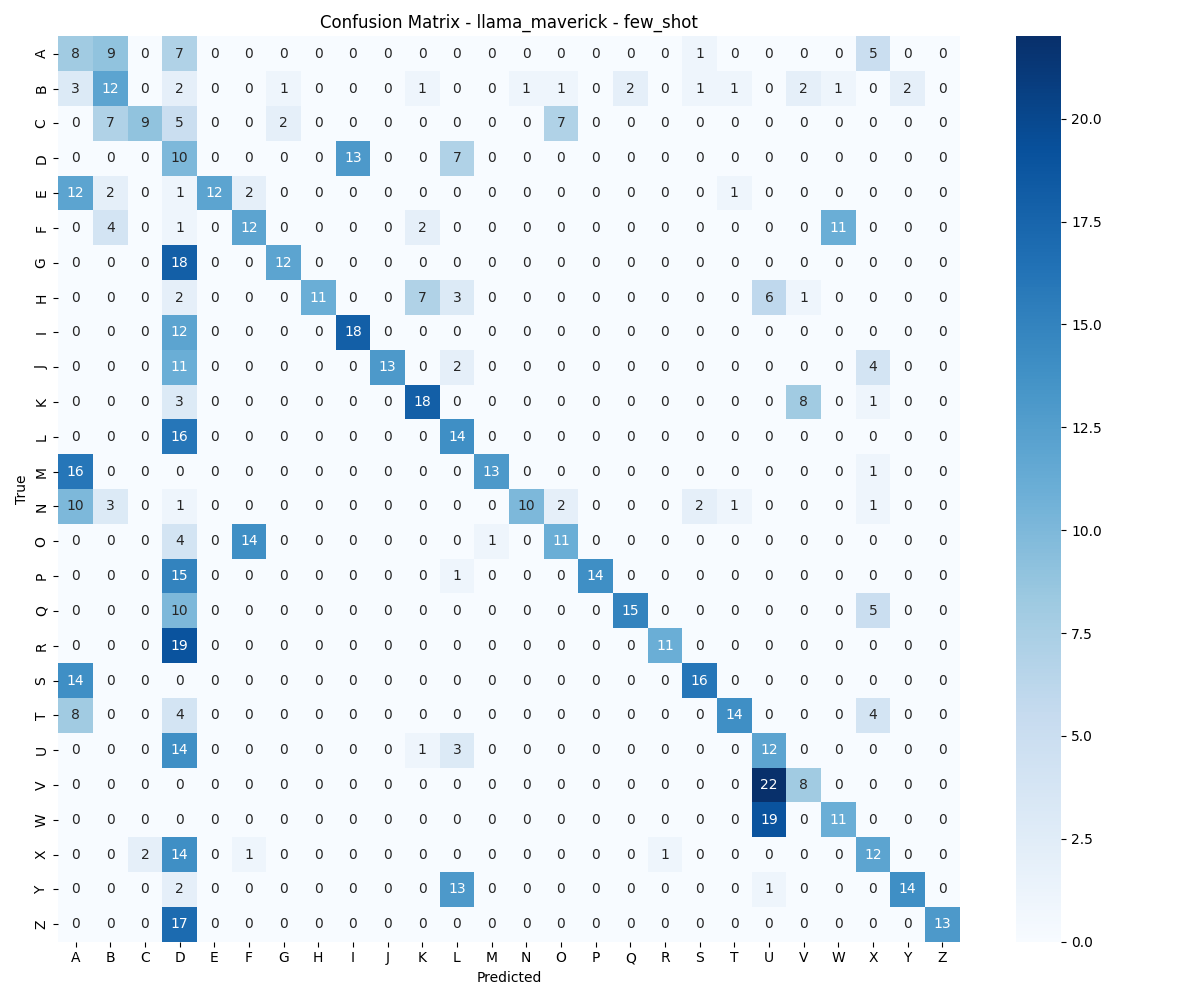 Confusion Matrix - llama_maverick - few_shot
A 8 9 0 7 0 0 0 0 0 0 0 0 0 0 0 0 0 0 1 0 0 0 0 5 0 0
B 3 12 0 2 0 0 1 0 0 0 1 0 0 1 1 0 2 0 1 1 0 2 1 0 2 0
C 0 7 9 5 0 0 2 0 0 0 0 0 0 0 7 0 0 0 0 0 0 0 0 0 0 0
D 0 0 0 10 0 0 0 0 13 0 0 7 0 0 0 0 0 0 0 0 0 0 0 0 0 0
E 12 2 0 1 12 2 0 0 0 0 0 0 0 0 0 0 0 0 0 1 0 0 0 0 0 0
F 0 4 0 1 0 12 0 0 0 0 2 0 0 0 0 0 0 0 0 0 0 0 11 0 0 0
G 0 0 0 18 0 0 12 0 0 0 0 0 0 0 0 0 0 0 0 0 0 0 0 0 0 0
H 0 0 0 2 0 0 0 11 0 0 7 3 0 0 0 0 0 0 0 0 6 1 0 0 0 0
I 0 0 0 12 0 0 0 0 18 0 0 0 0 0 0 0 0 0 0 0 0 0 0 0 0 0
J 0 0 0 11 0 0 0 0 0 13 0 2 0 0 0 0 0 0 0 0 0 0 0 4 0 0
K 0 0 0 3 0 0 0 0 0 0 18 0 0 0 0 0 0 0 0 0 0 8 0 1 0 0
L 0 0 0 16 0 0 0 0 0 0 0 14 0 0 0 0 0 0 0 0 0 0 0 0 0 0
M 16 0 0 0 0 0 0 0 0 0 0 0 13 0 0 0 0 0 0 0 0 0 0 1 0 0
N 10 3 0 1 0 0 0 0 0 0 0 0 0 10 2 0 0 0 2 1 0 0 0 1 0 0
O 0 0 0 4 0 14 0 0 0 0 0 0 1 0 11 0 0 0 0 0 0 0 0 0 0 0
P 0 0 0 15 0 0 0 0 0 0 0 1 0 0 0 14 0 0 0 0 0 0 0 0 0 0
Q 0 0 0 10 0 0 0 0 0 0 0 0 0 0 0 0 15 0 0 0 0 0 0 5 0 0
R 0 0 0 19 0 0 0 0 0 0 0 0 0 0 0 0 0 11 0 0 0 0 0 0 0 0
S 14 0 0 0 0 0 0 0 0 0 0 0 0 0 0 0 0 0 16 0 0 0 0 0 0 0
T 8 0 0 4 0 0 0 0 0 0 0 0 0 0 0 0 0 0 0 14 0 0 0 4 0 0
U 0 0 0 14 0 0 0 0 0 0 1 3 0 0 0 0 0 0 0 0 12 0 0 0 0 0
V 0 0 0 0 0 0 0 0 0 0 0 0 0 0 0 0 0 0 0 0 22 8 0 0 0 0
W 0 0 0 0 0 0 0 0 0 0 0 0 0 0 0 0 0 0 0 0 19 0 11 0 0 0
X 0 0 2 14 0 1 0 0 0 0 0 0 0 0 0 0 0 1 0 0 0 0 0 12 0 0
Y 0 0 0 2 0 0 0 0 0 0 0 13 0 0 0 0 0 0 0 0 1 0 0 0 14 0
Z 0 0 0 17 0 0 0 0 0 0 0 0 0 0 0 0 0 0 0 0 0 0 0 0 0 13
A B C D E F G H I J K L M N O P Q R S T U V W X Y Z
Predicted
True
20.0
17.5
15.0
12.5
10.0
7.5
5.0
2.5
0.0